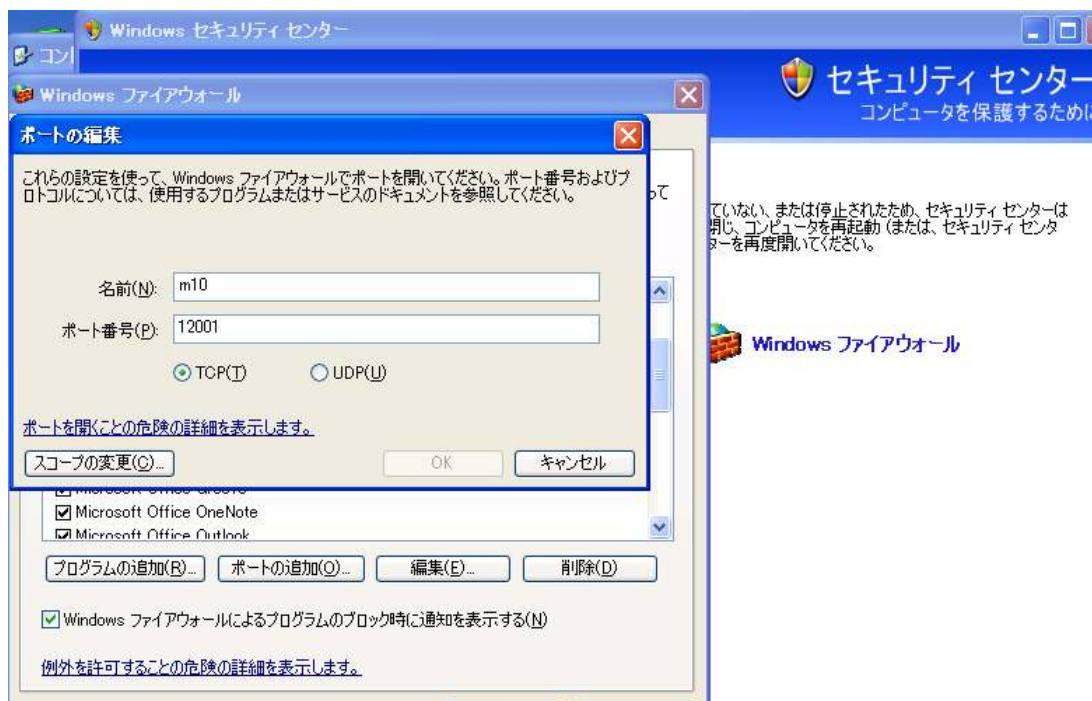 Windows セキュリティ センター
コンﾄ
セキュリティ センター
コンピュータを保護するために
Windows ファイアウォール
ポートの編集
これらの設定を使って、Windows ファイアウォールでポートを開いてください。ポート番号およびプ
ロトコルについては、使用するプログラムまたはサービスのドキュメントを参照してください。
って
ていない、または停止されたため、セキュリティ センターは
閉じ、コンピュータを再起動 (または、セキュリティ センタ
ターを再度開いてください。
名前(N):
m10
ポート番号(P):
12001
TCP(T)
UDP(U)
Windows ファイアウォール
ポートを開くことの危険の詳細を表示します。
スコープの変更(C)...
OK
キャンセル
Microsoft Office Groove
Microsoft Office OneNote
Microsoft Office Outlook
プログラムの追加(R)...
ポートの追加(O)...
編集(E)...
削除(D)
Windows ファイアウォールによるプログラムのブロック時に通知を表示する(N)
例外を許可することの危険の詳細を表示します。